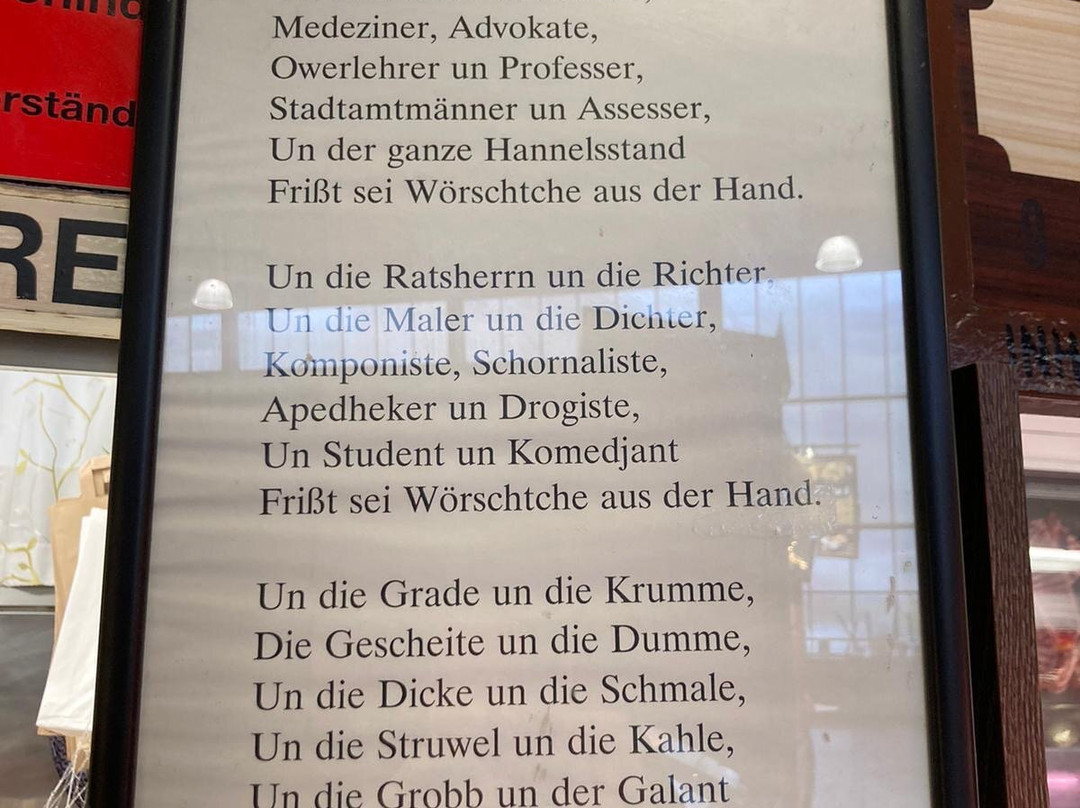 rständ
RE
Medeziner, Advokate,
Owerlehrer un Professer,
Stadtamtmänner un Assesser,
Un der ganze Hannelsstand
Frißt sei Wörschtche aus der Hand.
Un die Ratsherrn un die Richter,
Un die Maler un die Dichter,
Komponiste, Schornaliste,
Apedheker un Drogiste,
Un Student un Komedjant
Frißt sei Wörschtche aus der Hand.
Un die Grade un die Krumme,
Die Gescheite un die Dumme,
Un die Dicke un die Schmale,
Un die Struwel un die Kahle,
Un die Grobb un der Galant